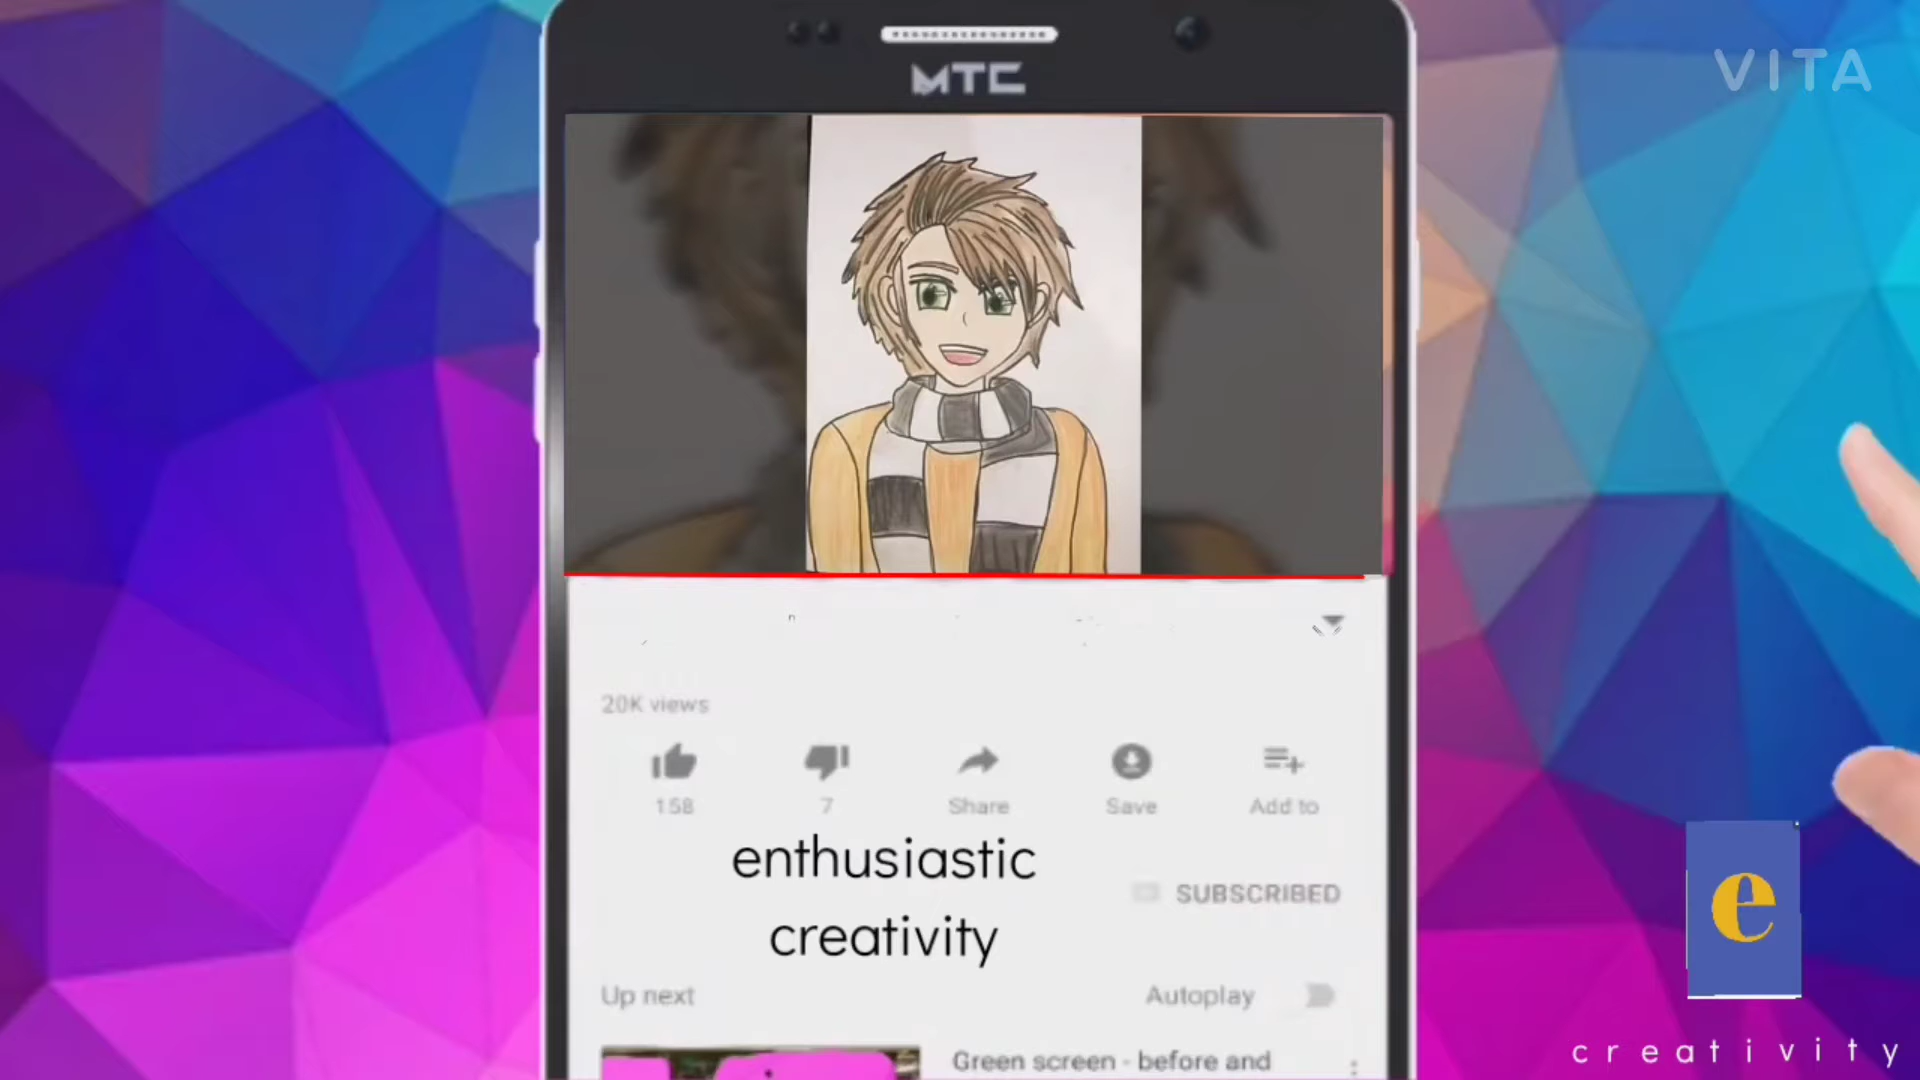 MTC
VITA
20K views
158
7
Share
Save
Add to
enthusiastic
creativity
SUBSCRIBED
Up next
Autoplay
Green screen - before and
e
creativity